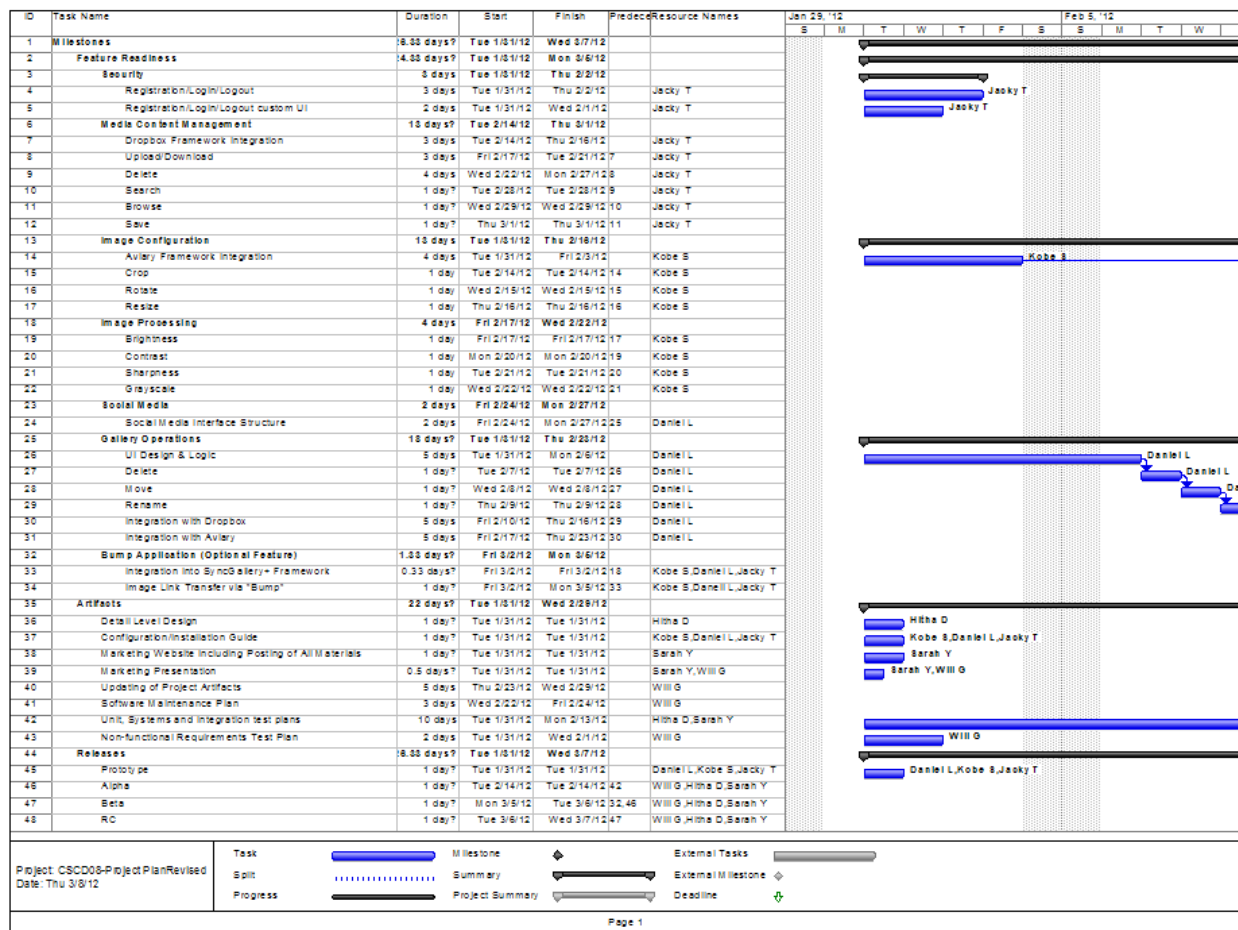 ID Task Name Duration Start Finish Predece Resource Names Jan 29, '12 Feb 5, '12
S M T W T F S S M T W
1 Milestones 26.33 days? Tue 1/31/12 Wed 3/7/12
2 Feature Readiness 24.33 days? Tue 1/31/12 Mon 3/5/12
3 Security 3 days Tue 1/31/12 Thu 2/2/12
4 Registration/Login/Logout 3 days Tue 1/31/12 Thu 2/2/12 Jacky T Jacky T
5 Registration/Login/Logout custom UI 2 days Tue 1/31/12 Wed 2/1/12 Jacky T Jacky T
6 Media Content Management 13 days? Tue 2/14/12 Thu 3/1/12
7 Dropbox Framework Integration 3 days Tue 2/14/12 Thu 2/16/12 Jacky T
8 Upload/Download 3 days Fri 2/17/12 Tue 2/21/12 7 Jacky T
9 Delete 4 days Wed 2/22/12 Mon 2/27/12 8 Jacky T
10 Search 1 day? Tue 2/28/12 Tue 2/28/12 9 Jacky T
11 Browse 1 day? Wed 2/29/12 Wed 2/29/12 10 Jacky T
12 Save 1 day? Thu 3/1/12 Thu 3/1/12 11 Jacky T
13 Image Configuration 13 days Tue 1/31/12 Thu 2/16/12
14 Aviary Framework Integration 4 days Tue 1/31/12 Fri 2/3/12 Kobe S Kobe S
15 Crop 1 day Tue 2/14/12 Tue 2/14/12 14 Kobe S
16 Rotate 1 day Wed 2/15/12 Wed 2/15/12 15 Kobe S
17 Resize 1 day Thu 2/16/12 Thu 2/16/12 16 Kobe S
18 Image Processing 4 days Fri 2/17/12 Wed 2/22/12
19 Brightness 1 day Fri 2/17/12 Fri 2/17/12 17 Kobe S
20 Contrast 1 day Mon 2/20/12 Mon 2/20/12 19 Kobe S
21 Sharpness 1 day Tue 2/21/12 Tue 2/21/12 20 Kobe S
22 Grayscale 1 day Wed 2/22/12 Wed 2/22/12 21 Kobe S
23 Social Media 2 days Fri 2/24/12 Mon 2/27/12
24 Social Media Interface Structure 2 days Fri 2/24/12 Mon 2/27/12 25 Daniel L
25 Gallery Operations 18 days? Tue 1/31/12 Thu 2/23/12
26 UI Design & Logic 5 days Tue 1/31/12 Mon 2/6/12 Daniel L Daniel L
27 Delete 1 day? Tue 2/7/12 Tue 2/7/12 26 Daniel L Daniel L
28 Move 1 day? Wed 2/8/12 Wed 2/8/12 27 Daniel L Da
29 Rename 1 day? Thu 2/9/12 Thu 2/9/12 28 Daniel L
30 Integration with Dropbox 5 days Fri 2/10/12 Thu 2/16/12 29 Daniel L
31 Integration with Aviary 5 days Fri 2/17/12 Thu 2/23/12 30 Daniel L
32 Bump Application (Optional Feature) 1.33 days? Fri 3/2/12 Mon 3/5/12
33 Integration into SyncGallery+ Framework 0.33 days? Fri 3/2/12 Fri 3/2/12 18 Kobe S,Daniel L,Jacky T
34 Image Link Transfer via "Bump" 1 day? Fri 3/2/12 Mon 3/5/12 33 Kobe S,Daniell L,Jacky T
35 Artifacts 22 days? Tue 1/31/12 Wed 2/29/12
36 Detail Level Design 1 day? Tue 1/31/12 Tue 1/31/12 Hitha D Hitha D
37 Configuration/Installation Guide 1 day? Tue 1/31/12 Tue 1/31/12 Kobe S,Daniel L,Jacky T Kobe S,Daniel L,Jacky T
38 Marketing Website including Posting of All Materials 1 day? Tue 1/31/12 Tue 1/31/12 Sarah Y Sarah Y
39 Marketing Presentation 0.5 days? Tue 1/31/12 Tue 1/31/12 Sarah Y,Will G Sarah Y,Will G
40 Updating of Project Artifacts 5 days Thu 2/23/12 Wed 2/29/12 Will G
41 Software Maintenance Plan 3 days Wed 2/22/12 Fri 2/24/12 Will G
42 Unit, Systems and Integration test plans 10 days Tue 1/31/12 Mon 2/13/12 Hitha D,Sarah Y
43 Non-functional Requirements Test Plan 2 days Tue 1/31/12 Wed 2/1/12 Will G Will G
44 Releases 26.33 days? Tue 1/31/12 Wed 3/7/12
45 Prototype 1 day? Tue 1/31/12 Tue 1/31/12 Daniel L,Kobe S,Jacky T Daniel L,Kobe S,Jacky T
46 Alpha 1 day? Tue 2/14/12 Tue 2/14/12 42 Will G,Hitha D,Sarah Y
47 Beta 1 day? Mon 3/5/12 Tue 3/6/12 32,46 Will G,Hitha D,Sarah Y
48 RC 1 day? Tue 3/6/12 Wed 3/7/12 47 Will G,Hitha D,Sarah Y
Project: CSCD08-Project PlanRevised
Date: Thu 3/8/12
Task Milestone External Tasks
Split Summary External Milestone
Progress Project Summary Deadline
Page 1